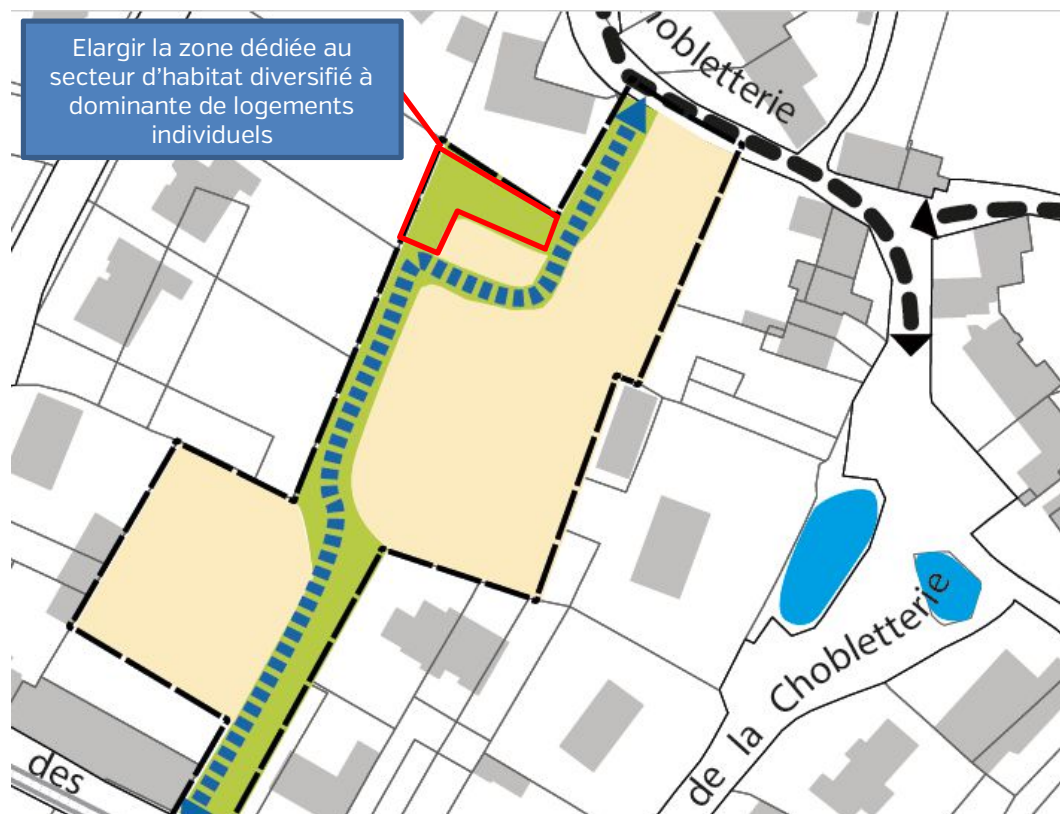 Elargir la zone dédiée au
secteur d'habitat diversifié à
dominante de logements
individuels
obletterie
de la Chobletterie
des